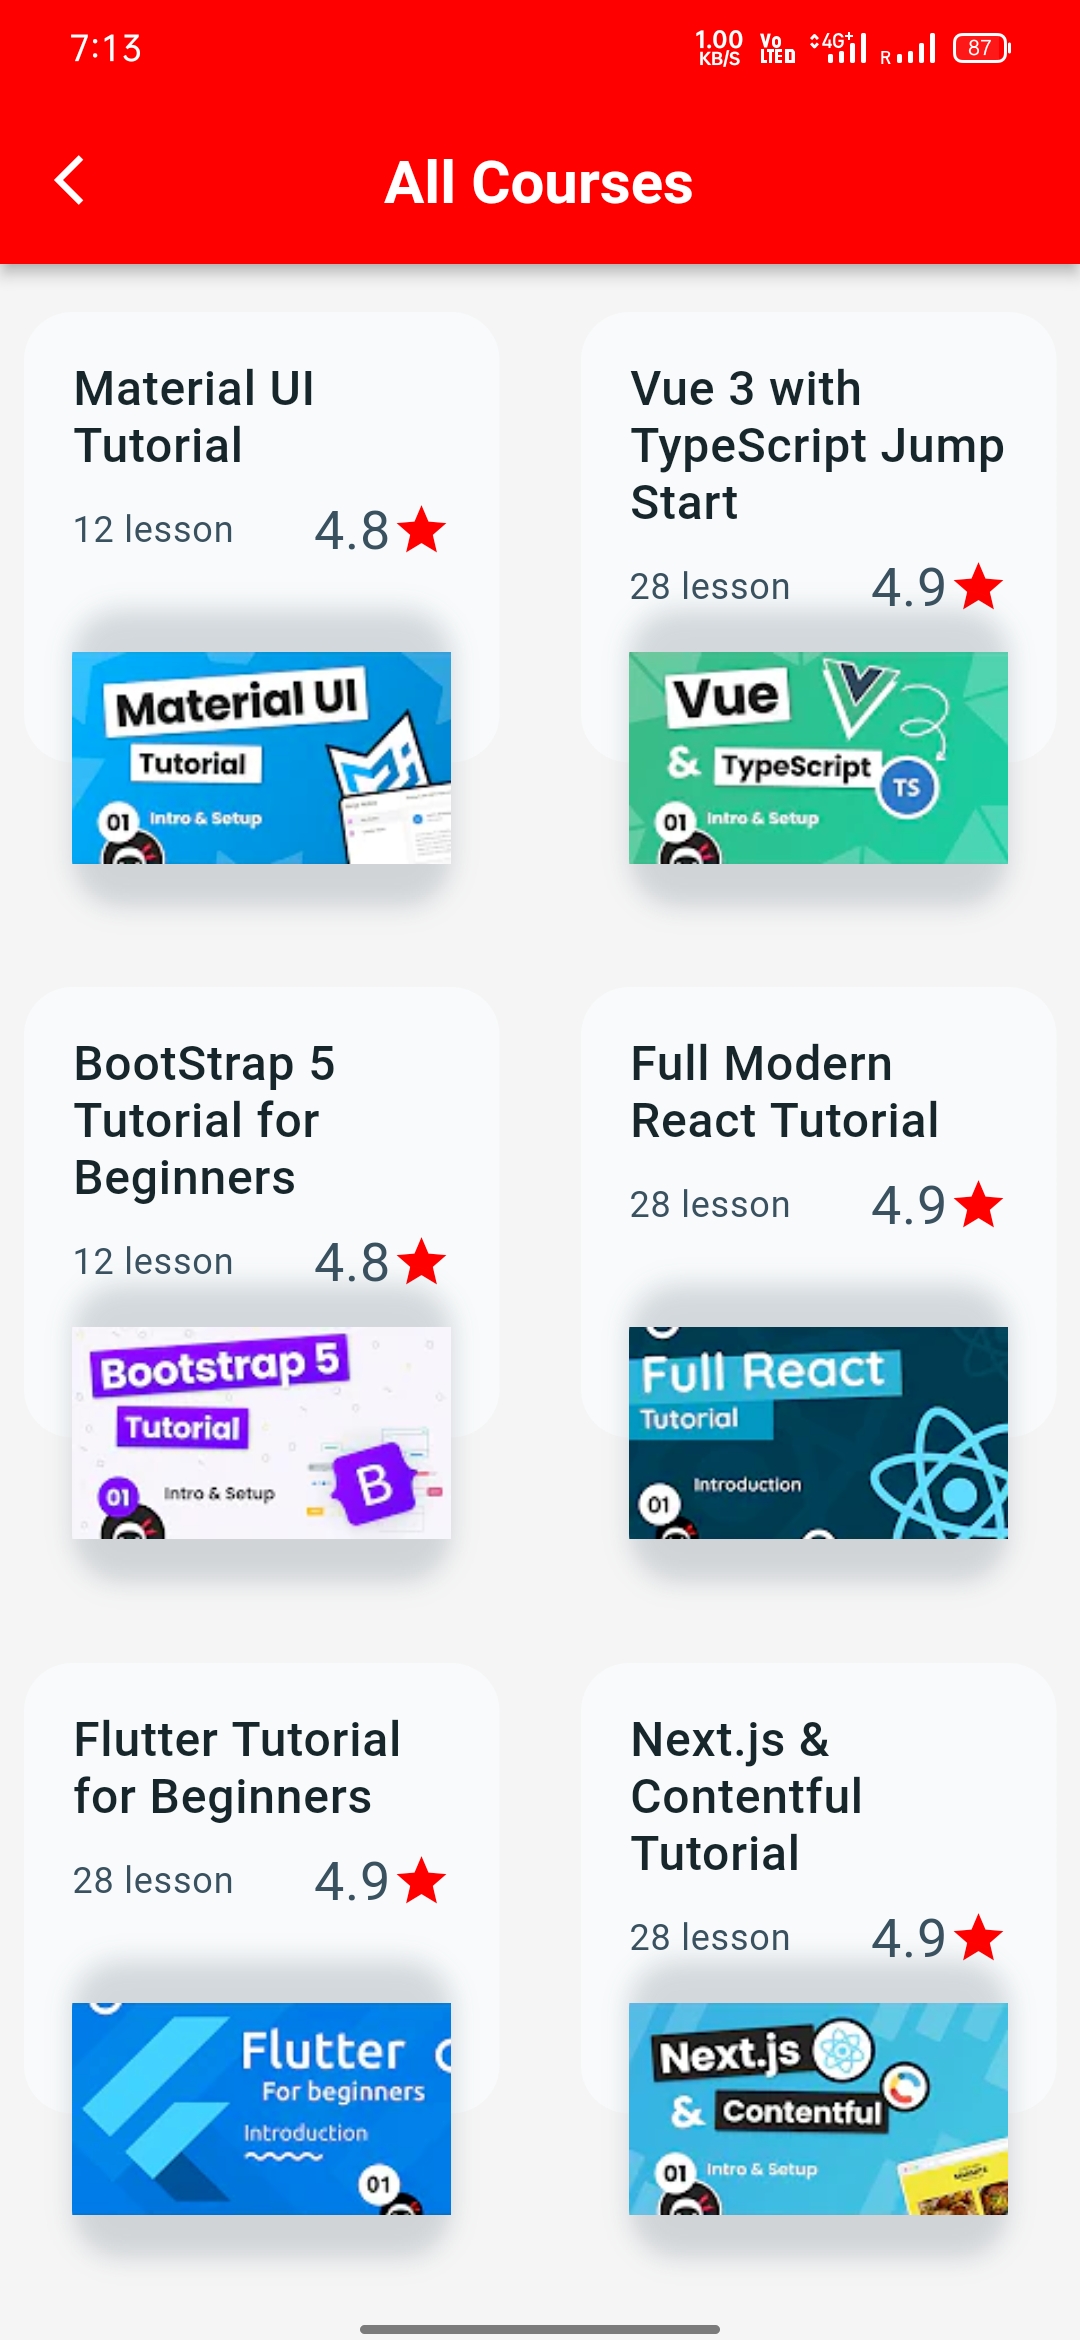 7:13
1.00
KB/S
Vo
LTE
4G+
R
87
All Courses
Material UI
Tutorial
12 lesson
4.8
Material UI
Tutorial
01
Intro & Setup
Vue 3 with
TypeScript Jump
Start
28 lesson
4.9
Vue
& TypeScript
TS
01
Intro & Setup
BootStrap 5
Tutorial for
Beginners
12 lesson
4.8
Bootstrap 5
Tutorial
01
Intro & Setup
B
Full Modern
React Tutorial
28 lesson
4.9
Full React
Tutorial
Introduction
01
Flutter Tutorial
for Beginners
28 lesson
4.9
Flutter
For beginners
Introduction
01
Next.js &
Contentful
Tutorial
28 lesson
4.9
Next.js
& Contentful
01
Intro & Setup